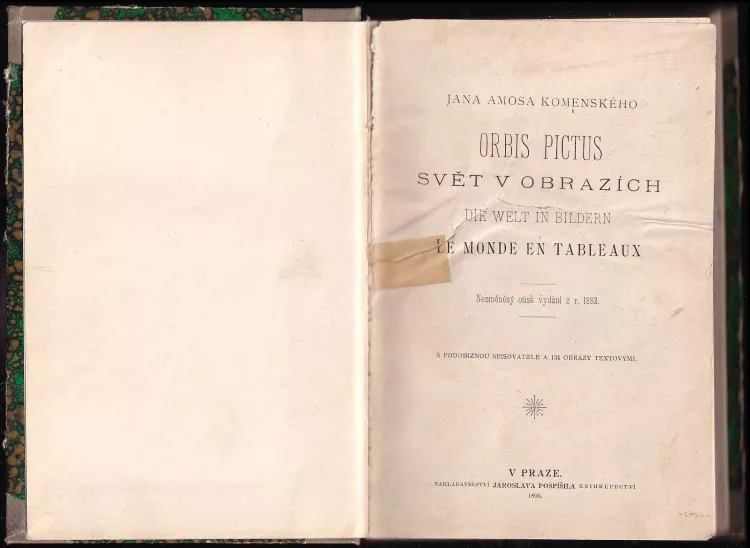 JANA AMOSA KOMENSKÉHO
ORBIS PICTUS
SVĚT V OBRAZÍCH
DIE WELT IN BILDERN
LE MONDE EN TABLEAUX
Nezměněný otisk vydání z r. 1883.
S PODOBIZNOU SPISOVATELE A 134 OBRAZY TEXTOVÝMI.
V PRAZE.
NAKLADATELSTVÍ JAROSLAVA POSPÍŠILA KNIHKUPECTVÍ
1896.